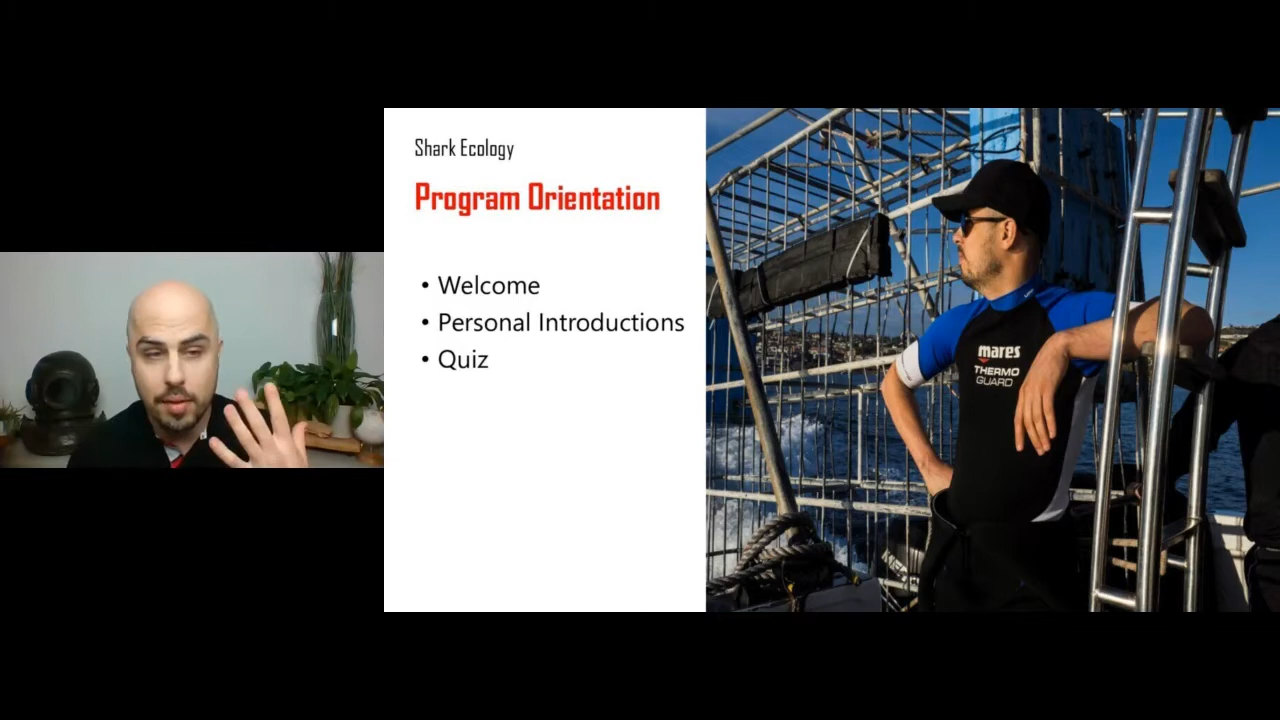 Shark Ecology
Program Orientation
• Welcome
• Personal Introductions
• Quiz
mares
THERMO
GUARD